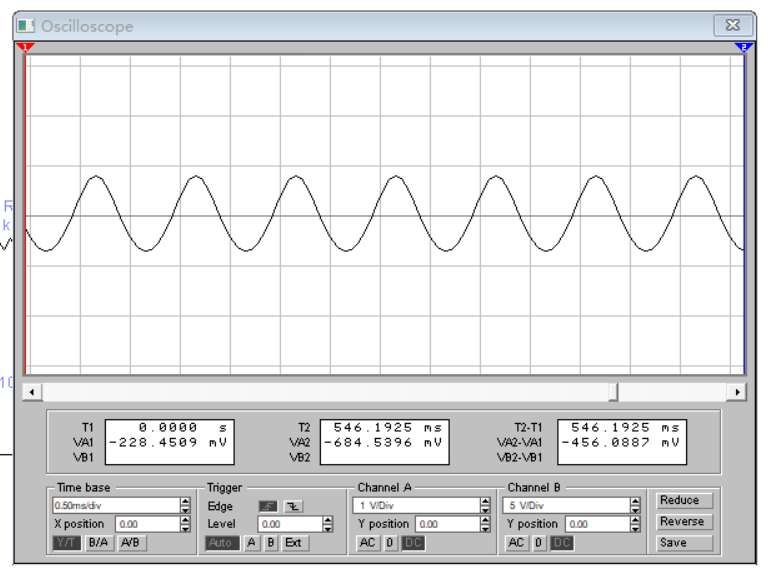 Oscilloscope
1 2
R
k
10
T1 0.0000 s T2 546.1925 ms T2-T1 546.1925 ms
VA1 -228.4509 mV VA2 -684.5396 mV VA2-VA1 -456.0887 mV
VB1 VB2 VB2-VB1
Time base Trigger Channel A Channel B
0.50ms/div Edge 1 V/Div 5 V/Div Reduce
X position 0.00 Level 0.00 Y position 0.00 Y position 0.00 Reverse
Y/T B/A A/B Auto A B Ext AC 0 DC AC 0 DC Save